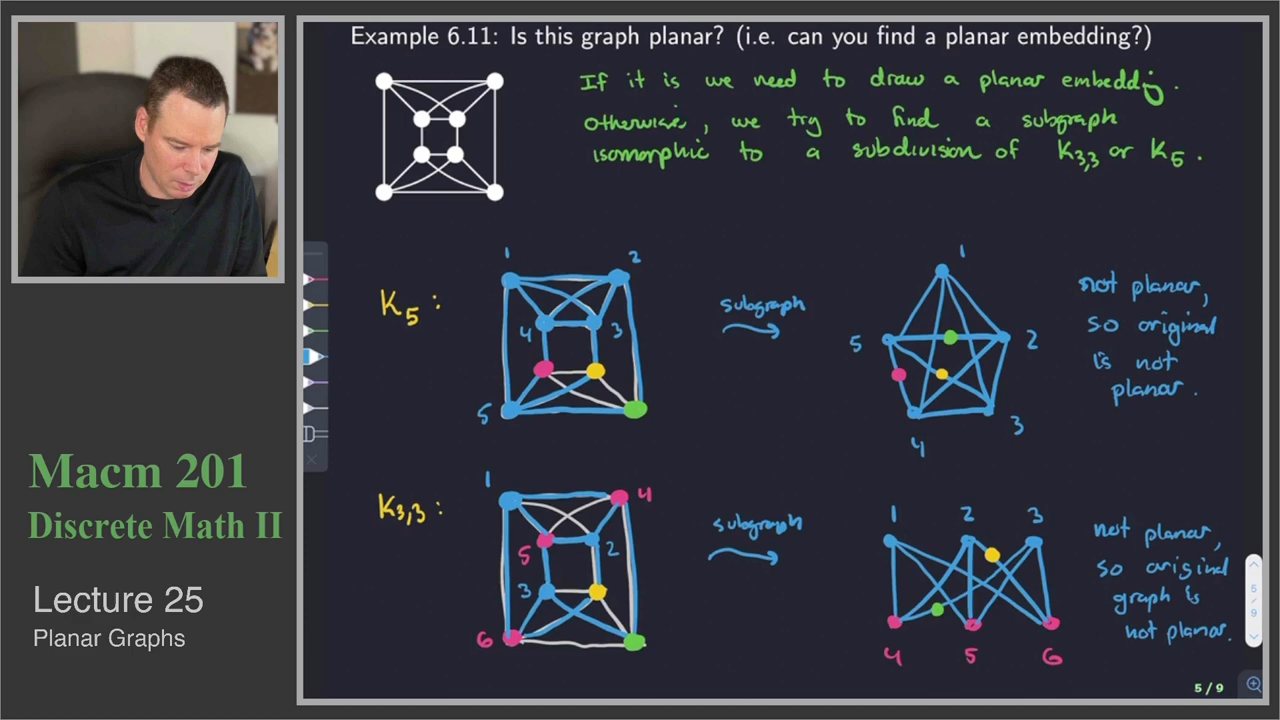 Example 6.11: Is this graph planar? (i.e. can you find a planar embedding?)
If it is we need to draw a planar embedding.
otherwise, we try to find a subgraph
isomorphic to a subdivision of K3,3 or K5.
K5:
1
2
4
3
5
subgraph
1
5
2
4
3
not planar,
so original
is not
planar.
K3,3:
1
4
5
2
3
6
subgraph
1 2 3
4 5 6
not planar,
so original
graph is
not planar.
Macm 201
Discrete Math II
Lecture 25
Planar Graphs
5
/
9
5 / 9